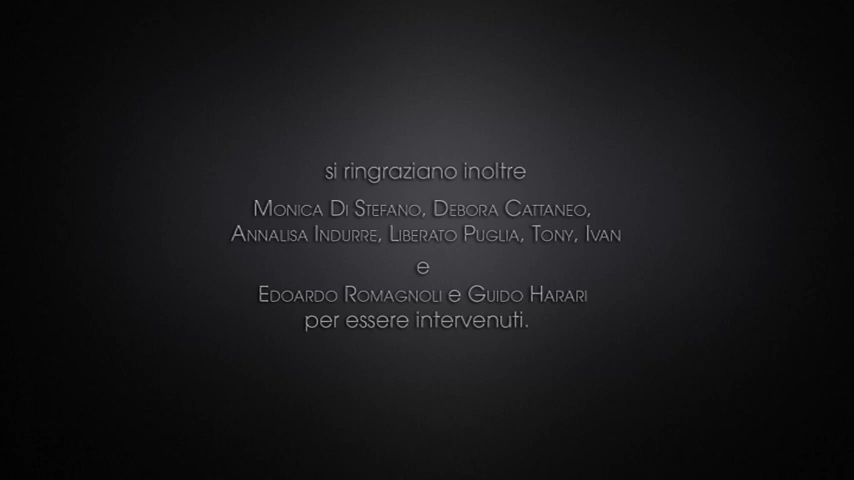 si ringraziano inoltre
Monica Di Stefano, Debora Cattaneo,
Annalisa Indurre, Liberato Puglia, Tony, Ivan
e
Edoardo Romagnoli e Guido Harari
per essere intervenuti.